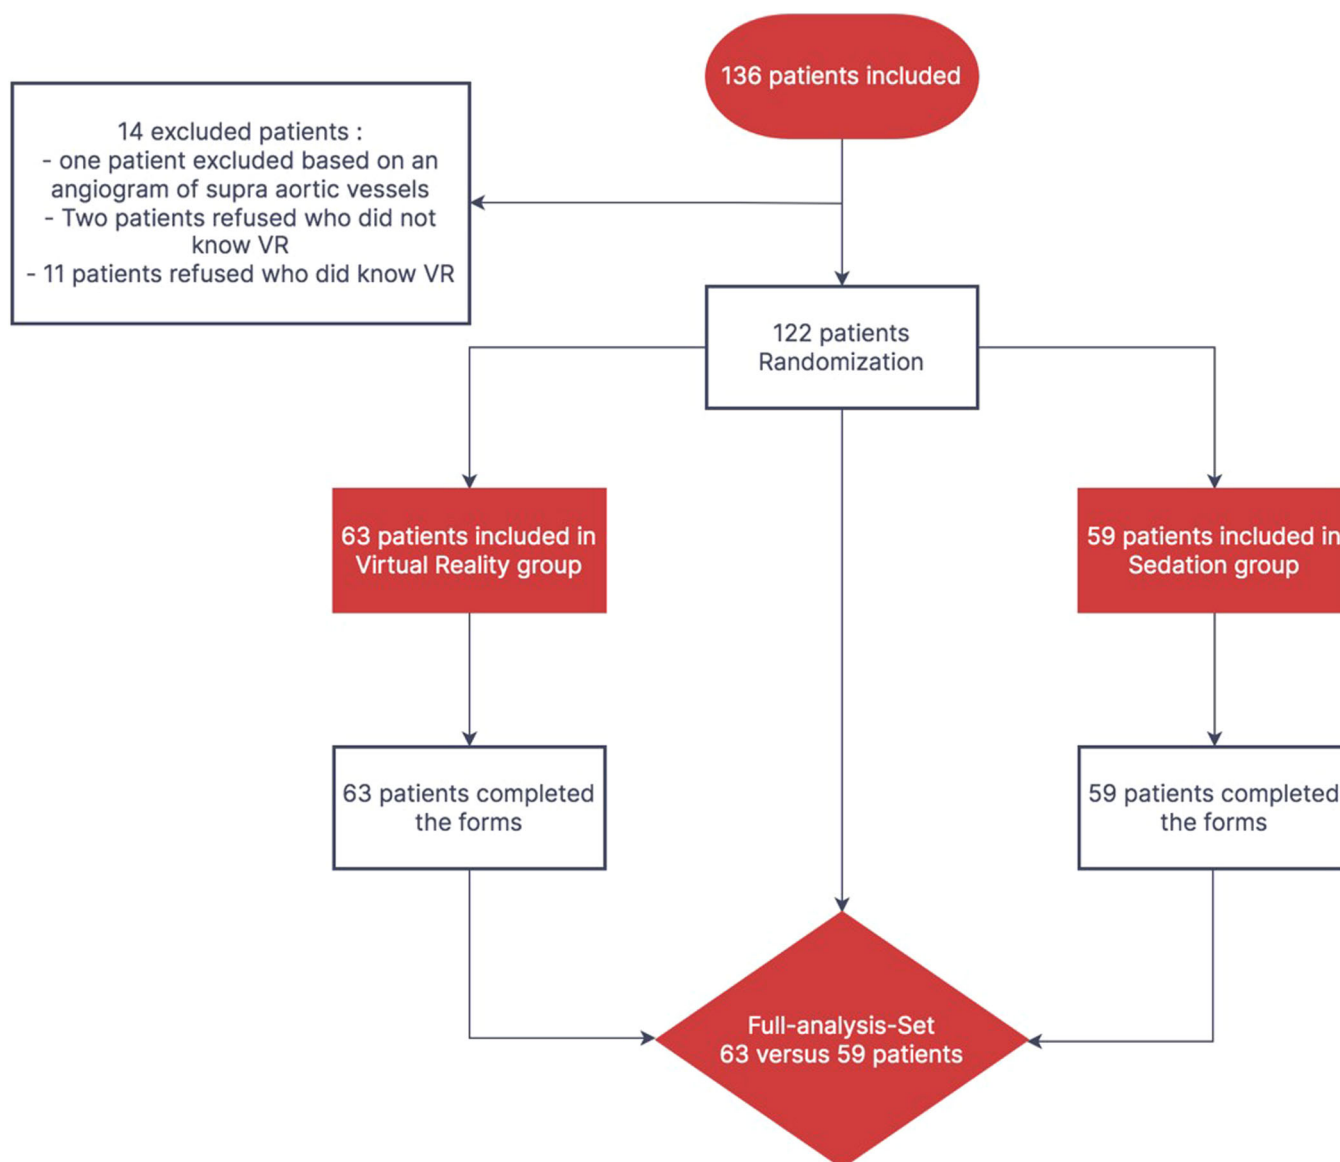 136 patients included
14 excluded patients :
- one patient excluded based on an
angiogram of supra aortic vessels
- Two patients refused who did not
know VR
- 11 patients refused who did know VR
122 patients
Randomization
63 patients included in
Virtual Reality group
59 patients included in
Sedation group
63 patients completed
the forms
59 patients completed
the forms
Full-analysis-Set
63 versus 59 patients